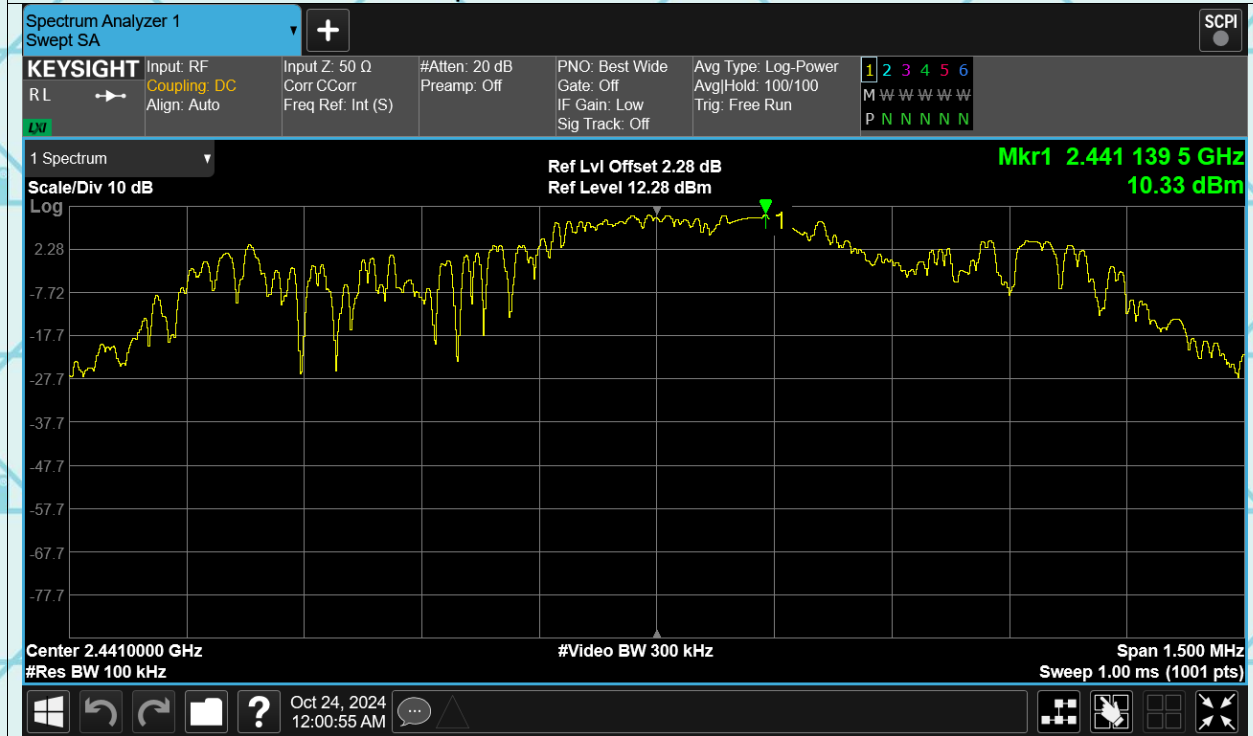 Spectrum Analyzer 1
Swept SA
SCPI
KEYSIGHT
RL
LXI
Input: RF
Coupling: DC
Align: Auto
Input Z: 50 Ω
Corr CCorr
Freq Ref: Int (S)
#Atten: 20 dB
Preamp: Off
PNO: Best Wide
Gate: Off
IF Gain: Low
Sig Track: Off
Avg Type: Log-Power
Avg|Hold: 100/100
Trig: Free Run
1 2 3 4 5 6
M W W W W W
P N N N N N
1 Spectrum
Scale/Div 10 dB
Ref Lvl Offset 2.28 dB
Ref Level 12.28 dBm
Mkr1 2.441 139 5 GHz
10.33 dBm
Log
1
2.28
-7.72
-17.7
-27.7
-37.7
-47.7
-57.7
-67.7
-77.7
Center 2.4410000 GHz
#Video BW 300 kHz
Span 1.500 MHz
#Res BW 100 kHz
Sweep 1.00 ms (1001 pts)
?
Oct 24, 2024
12:00:55 AM